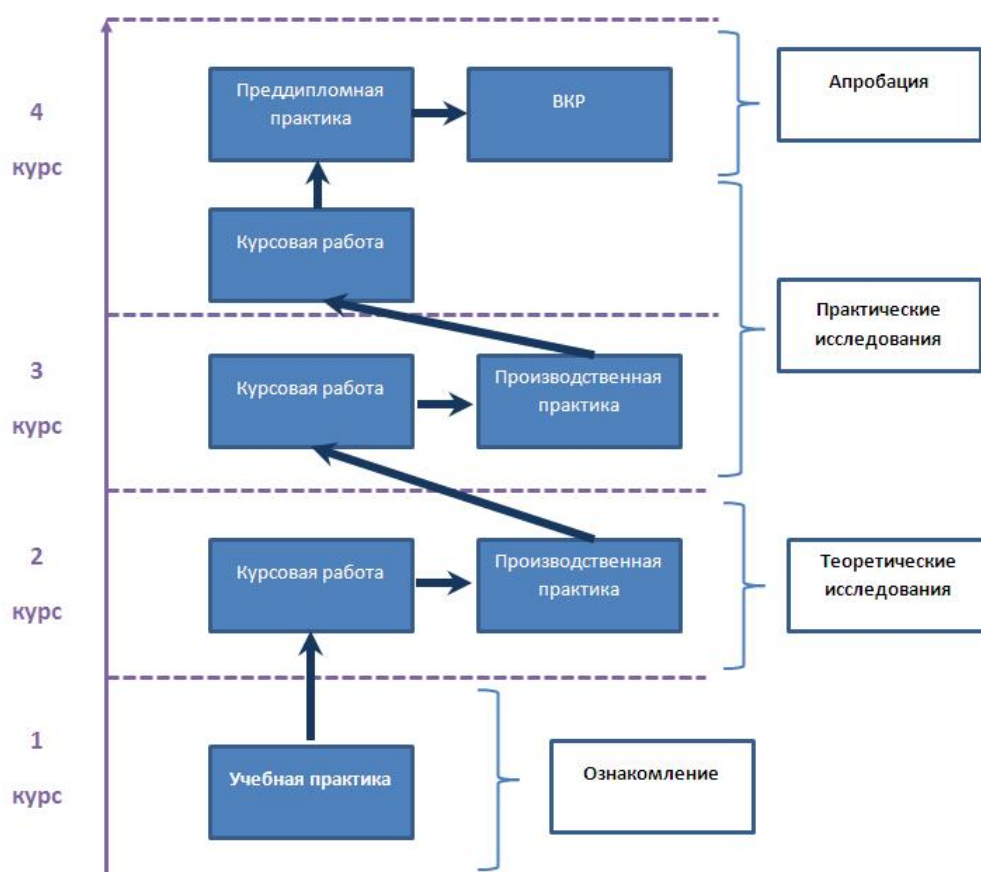 4
курс
Преддипломная
практика
ВКР
Апробация
Курсовая работа
Практические
исследования
3
курс
Курсовая работа
Производственная
практика
2
курс
Курсовая работа
Производственная
практика
Теоретические
исследования
1
курс
Учебная практика
Ознакомление